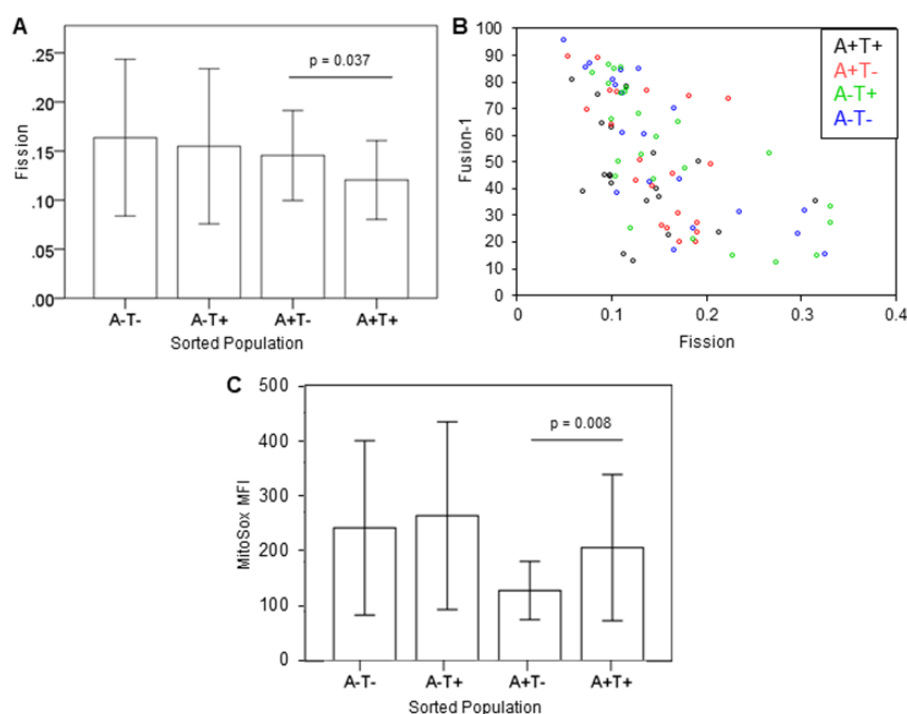 A
.25
.20
.15
.10
.05
.00
Fission
p = 0.037
A-T-
A-T+
A+T-
A+T+
Sorted Population
B
100
90
80
70
60
50
40
30
20
10
0
Fusion-1
0
0.1
0.2
0.3
0.4
Fission
A+T+
A+T-
A-T+
A-T-
C
500
400
300
200
100
0
MitoSox MFI
p = 0.008
A-T-
A-T+
A+T-
A+T+
Sorted Population